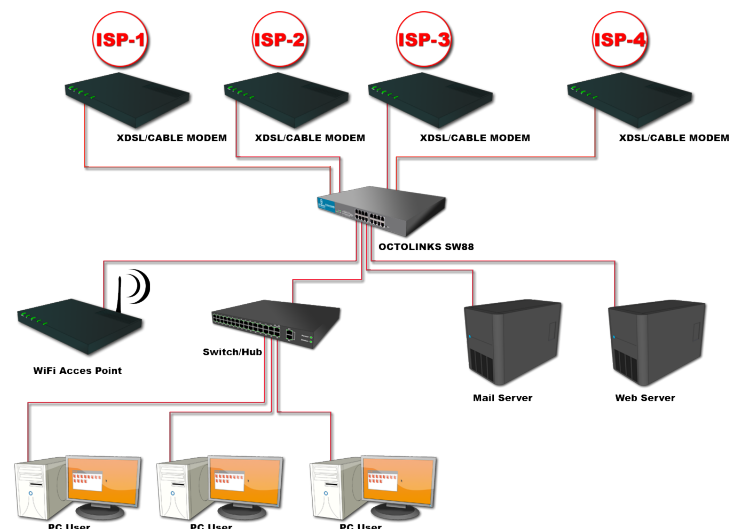 ISP-1
ISP-2
ISP-3
ISP-4
XDSL/CABLE MODEM
XDSL/CABLE MODEM
XDSL/CABLE MODEM
XDSL/CABLE MODEM
OCTOLINKS SW88
WiFi Acces Point
Switch/Hub
Mail Server
Web Server
PC User
PC User
PC User